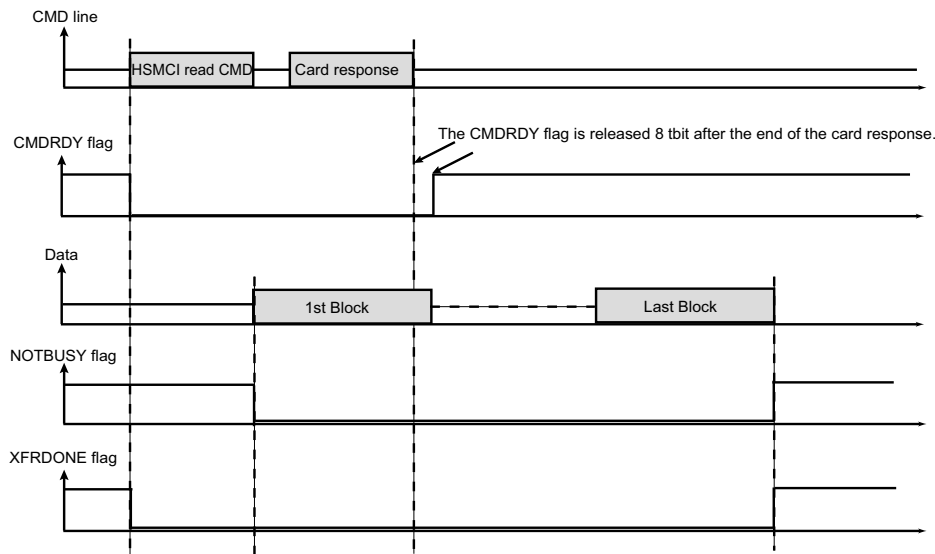 CMD line
HSMCI read CMD
Card response
The CMDRDY flag is released 8 tbit after the end of the card response.
CMDRDY flag
Data
1st Block
Last Block
NOTBUSY flag
XFRDONE flag